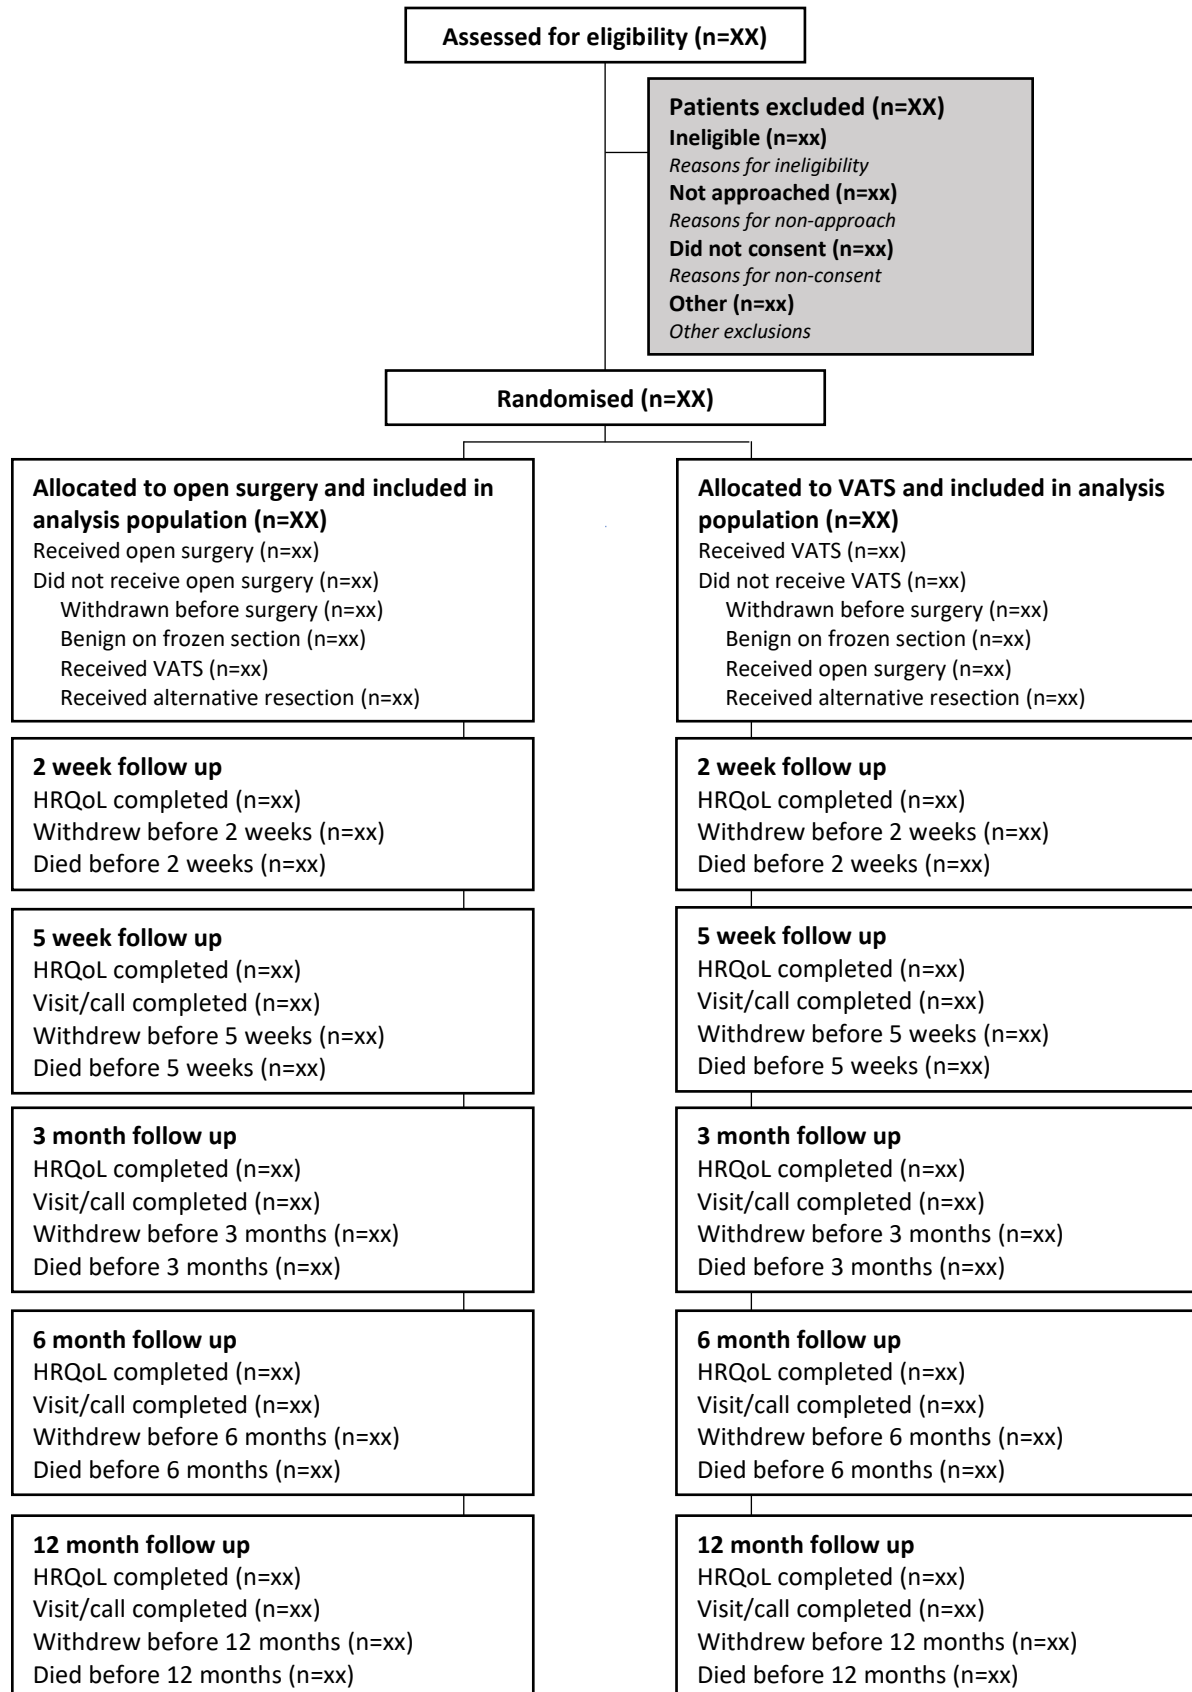 Assessed for eligibility (n=XX)
Patients excluded (n=XX)
Ineligible (n=xx)
Reasons for ineligibility
Not approached (n=xx)
Reasons for non-approach
Did not consent (n=xx)
Reasons for non-consent
Other (n=xx)
Other exclusions
Randomised (n=XX)
Allocated to open surgery and included in
analysis population (n=XX)
Received open surgery (n=xx)
Did not receive open surgery (n=xx)
Withdrawn before surgery (n=xx)
Benign on frozen section (n=xx)
Received VATS (n=xx)
Received alternative resection (n=xx)
Allocated to VATS and included in analysis
population (n=XX)
Received VATS (n=xx)
Did not receive VATS (n=xx)
Withdrawn before surgery (n=xx)
Benign on frozen section (n=xx)
Received open surgery (n=xx)
Received alternative resection (n=xx)
2 week follow up
HRQoL completed (n=xx)
Withdrew before 2 weeks (n=xx)
Died before 2 weeks (n=xx)
2 week follow up
HRQoL completed (n=xx)
Withdrew before 2 weeks (n=xx)
Died before 2 weeks (n=xx)
5 week follow up
HRQoL completed (n=xx)
Visit/call completed (n=xx)
Withdrew before 5 weeks (n=xx)
Died before 5 weeks (n=xx)
5 week follow up
HRQoL completed (n=xx)
Visit/call completed (n=xx)
Withdrew before 5 weeks (n=xx)
Died before 5 weeks (n=xx)
3 month follow up
HRQoL completed (n=xx)
Visit/call completed (n=xx)
Withdrew before 3 months (n=xx)
Died before 3 months (n=xx)
3 month follow up
HRQoL completed (n=xx)
Visit/call completed (n=xx)
Withdrew before 3 months (n=xx)
Died before 3 months (n=xx)
6 month follow up
HRQoL completed (n=xx)
Visit/call completed (n=xx)
Withdrew before 6 months (n=xx)
Died before 6 months (n=xx)
6 month follow up
HRQoL completed (n=xx)
Visit/call completed (n=xx)
Withdrew before 6 months (n=xx)
Died before 6 months (n=xx)
12 month follow up
HRQoL completed (n=xx)
Visit/call completed (n=xx)
Withdrew before 12 months (n=xx)
Died before 12 months (n=xx)
12 month follow up
HRQoL completed (n=xx)
Visit/call completed (n=xx)
Withdrew before 12 months (n=xx)
Died before 12 months (n=xx)